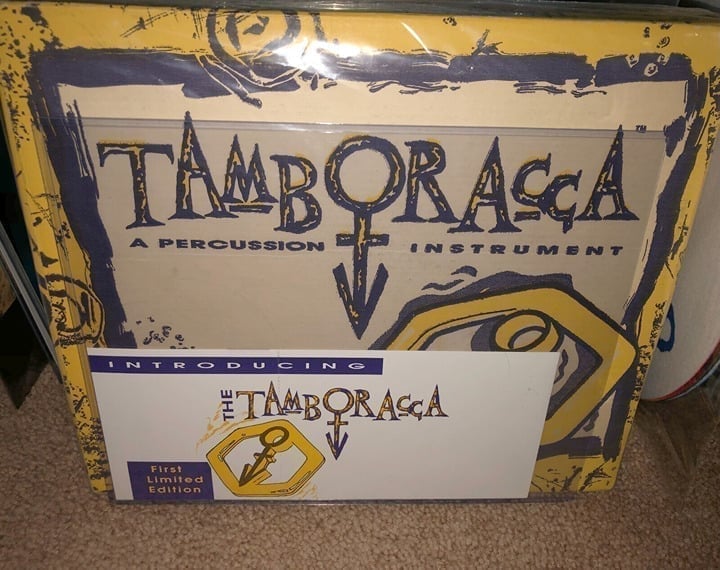 TAMBORACCA™
A PERCUSSION INSTRUMENT
INTRODUCING
THE TAMBORACCA
First
Limited
Edition